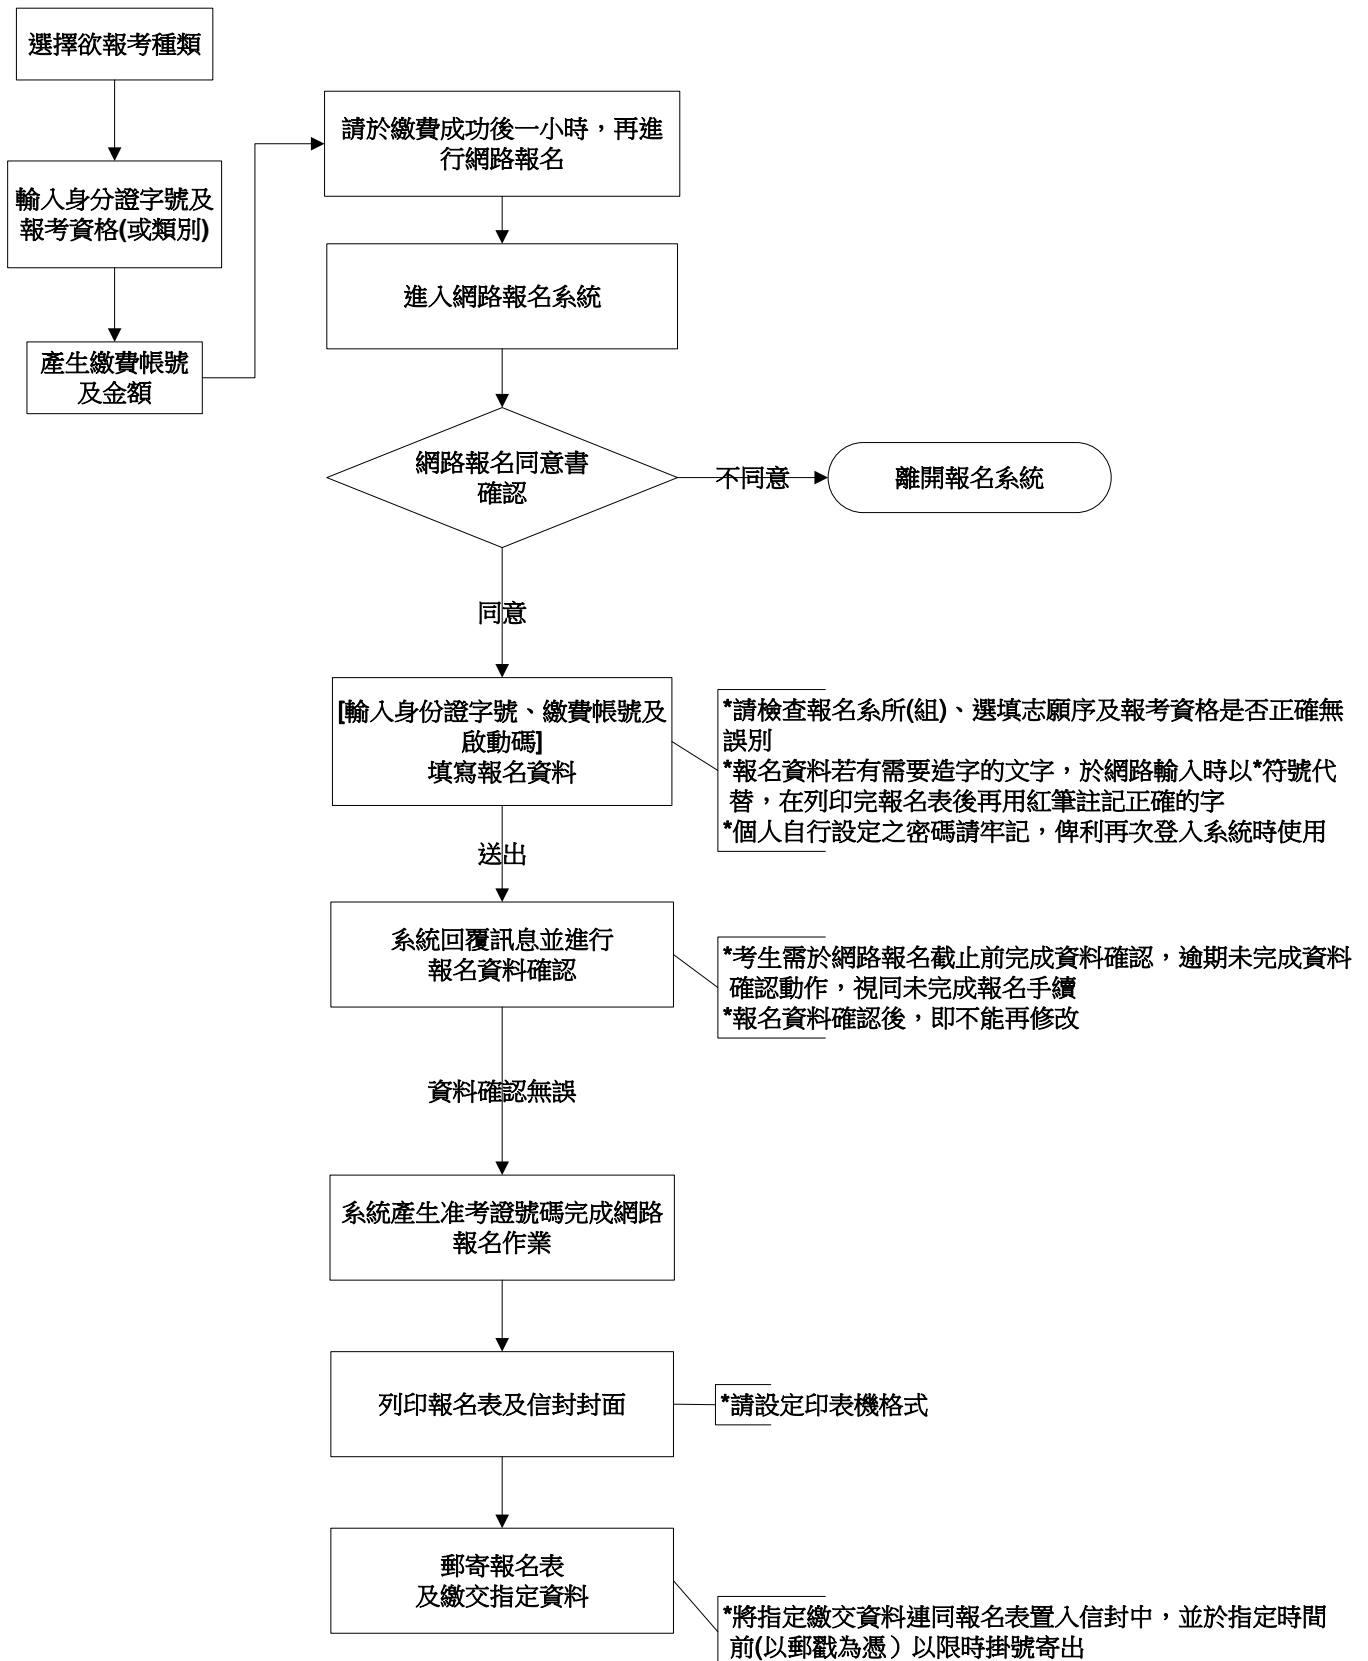 選擇欲報考種類
輸入身分證字號及
報考資格(或類別)
產生繳費帳號
及金額
請於繳費成功後一小時，再進
行網路報名
進入網路報名系統
網路報名同意書
確認
不同意
離開報名系統
同意
[輸入身份證字號、繳費帳號及
啟動碼]
填寫報名資料
*請檢查報名系所(組)、選填志願序及報考資格是否正確無
誤別
*報名資料若有需要造字的文字，於網路輸入時以*符號代
替，在列印完報名表後再用紅筆註記正確的字
*個人自行設定之密碼請牢記，俾利再次登入系統時使用
送出
系統回覆訊息並進行
報名資料確認
*考生需於網路報名截止前完成資料確認，逾期未完成資料
確認動作，視同未完成報名手續
*報名資料確認後，即不能再修改
資料確認無誤
系統產生准考證號碼完成網路
報名作業
列印報名表及信封封面
*請設定印表機格式
郵寄報名表
及繳交指定資料
*將指定繳交資料連同報名表置入信封中，並於指定時間
前(以郵戳為憑）以限時掛號寄出